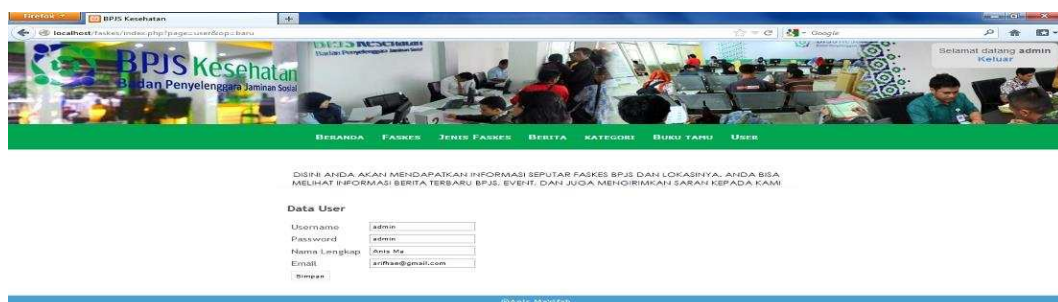 Firefox
BPJS Kesehatan
localhost/faskes/index.php?page=user&op=baru
Google
BPJS Kesehatan
Badan Penyelenggara Jaminan Sosial
Selamat datang admin
Keluar
BERANDA FASKES JENIS FASKES BERITA KATEGORI BUKU TAMU USER
DISINI ANDA AKAN MENDAPATKAN INFORMASI SEPUTAR FASKES BPJS DAN LOKASINYA. ANDA BISA
MELIHAT INFORMASI BERITA TERBARU BPJS, EVENT, DAN JUGA MENGIRIMKAN SARAN KEPADA KAMI
Data User
Username admin
Password admin
Nama Lengkap Anis Ma
Email arifhae@gmail.com
Simpan